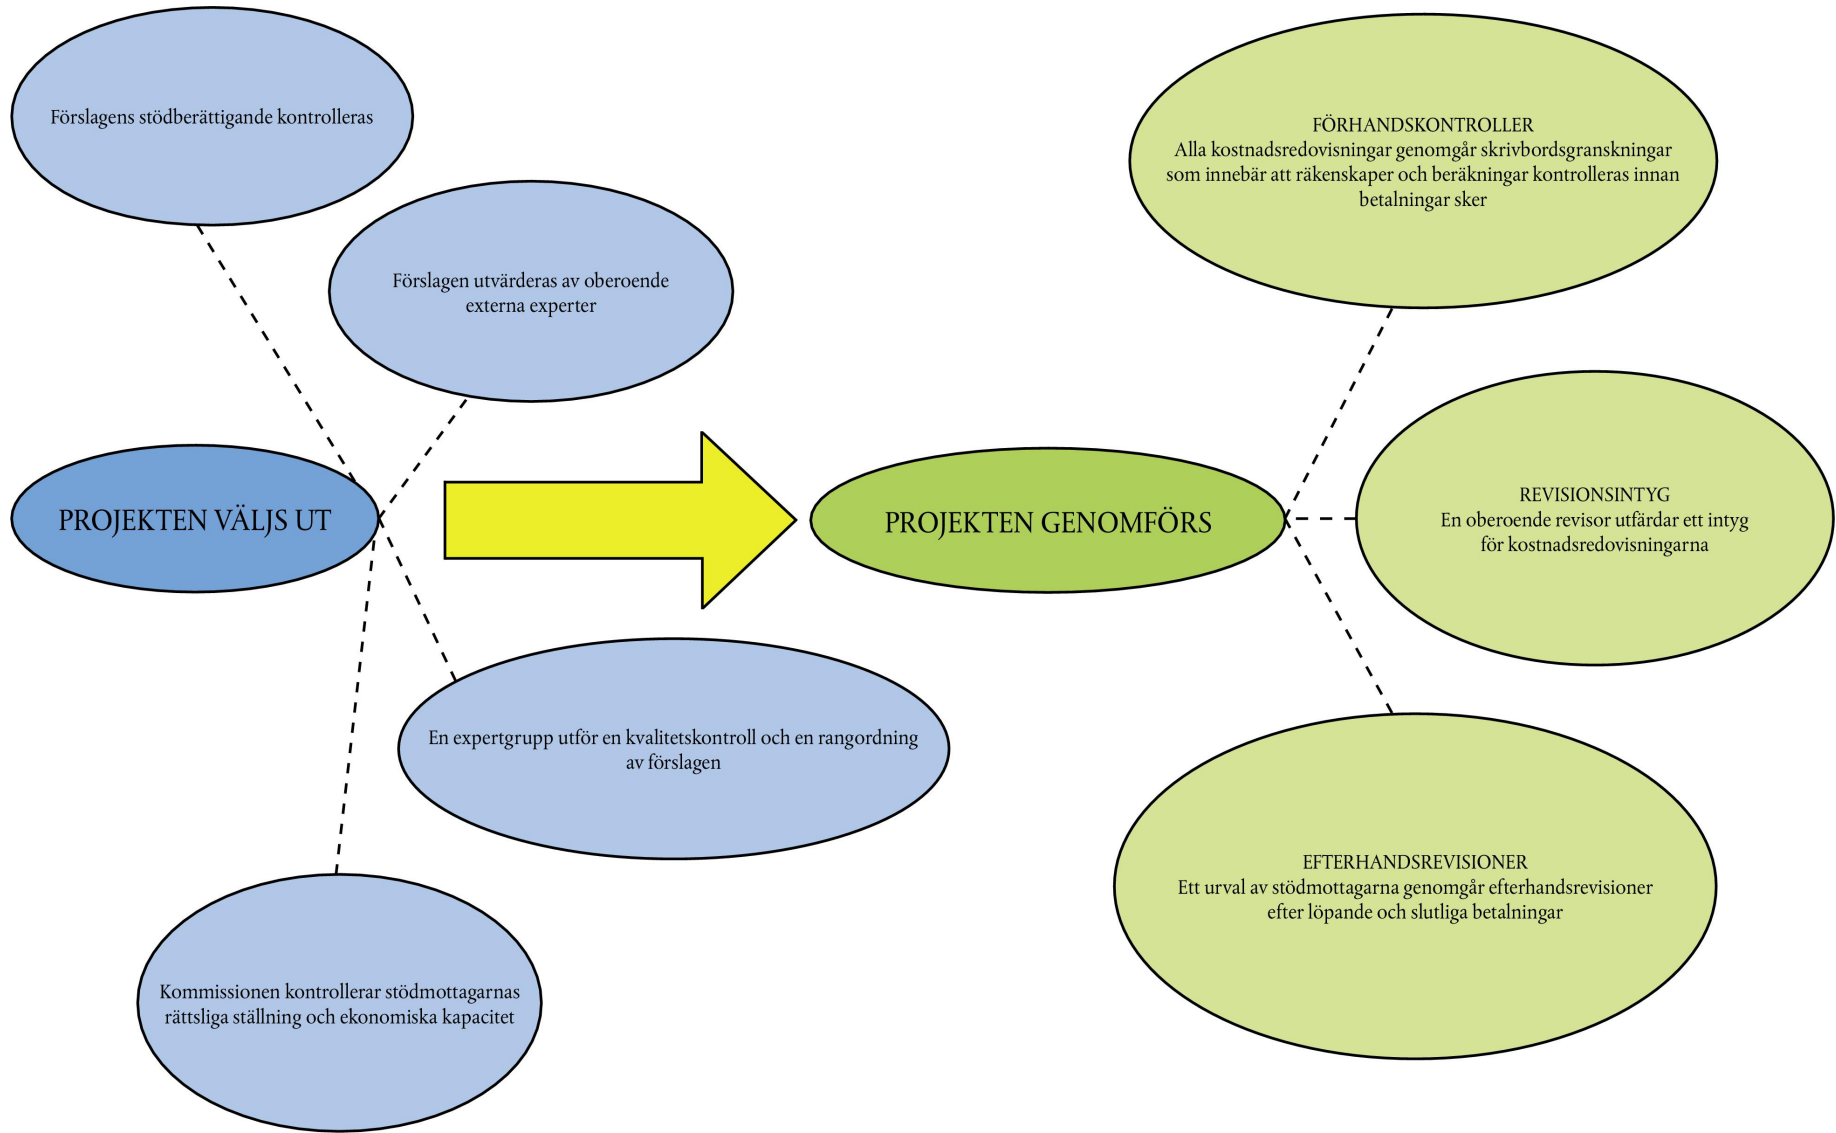 Förslagens stödberättigande kontrolleras
Förslagen utvärderas av oberoende
externa experter
PROJEKTEN VÄLJS UT
En expertgrupp utför en kvalitetskontroll och en rangordning
av förslagen
Kommissionen kontrollerar stödmottagarnas
rättsliga ställning och ekonomiska kapacitet
PROJEKTEN GENOMFÖRS
FÖRHANDSKONTROLLER
Alla kostnadsredovisningar genomgår skrivbordsgranskningar
som innebär att räkenskaper och beräkningar kontrolleras innan
betalningar sker
REVISIONSINTYG
En oberoende revisor utfärdar ett intyg
för kostnadsredovisningarna
EFTERHANDSREVISIONER
Ett urval av stödmottagarna genomgår efterhandsrevisioner
efter löpande och slutliga betalningar